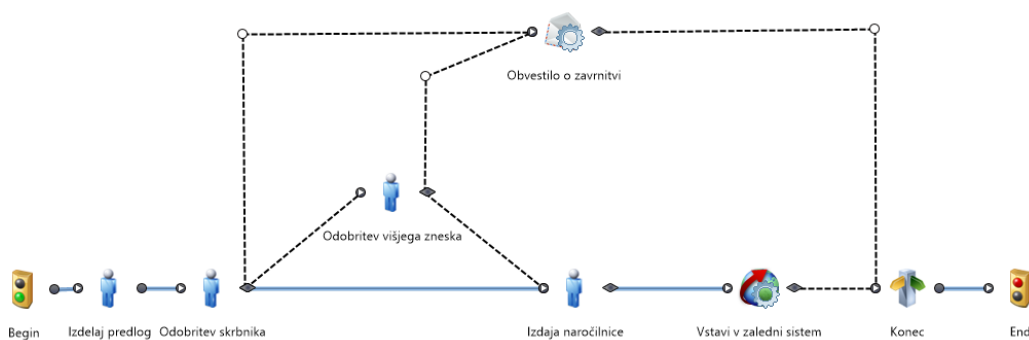 Obvestilo o zavrnitvi
Odobritev višjega zneska
Begin
Izdelaj predlog
Odobritev skrbnika
Izdaja naročilnice
Vstavi v zaledni sistem
Konec
End